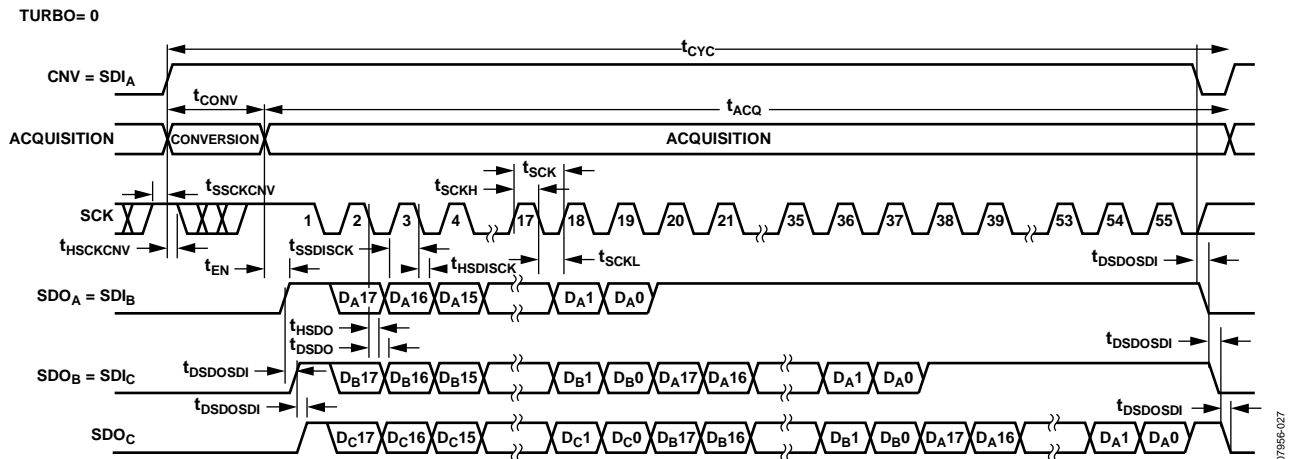 TURBO= 0
tCYC
CNV = SDIA
tCONV
tACQ
ACQUISITION CONVERSION ACQUISITION
tSSCKCNV tSCKH tSCK
SCK 1 2 3 4 17 18 19 20 21 35 36 37 38 39 53 54 55
tHSCKCNV tEN tSSDISCK tHSDISCK tSCKL tDSDOSDI
SDOA = SDIB DA17 DA16 DA15 DA1 DA0
tHSDO
tDSDO
tDSDOSDI tDSDOSDI
SDOB = SDIC DB17 DB16 DB15 DB1 DB0 DA17 DA16 DA1 DA0
tDSDOSDI tDSDOSDI
SDOC DC17 DC16 DC15 DC1 DC0 DB17 DB16 DB1 DB0 DA17 DA16 DA1 DA0
07956-027